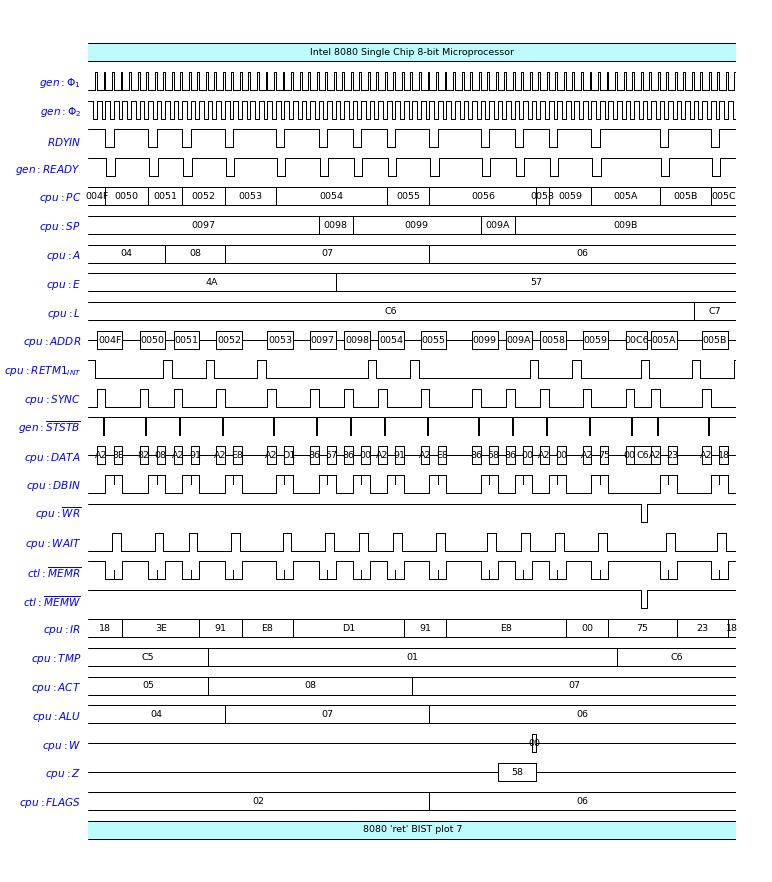 Intel 8080 Single Chip 8-bit Microprocessor
gen : Φ1
gen : Φ2
RDYIN
gen : READY
cpu : PC 004F 0050 0051 0052 0053 0054 0055 0056 0058 0059 005A 005B 005C
cpu : SP 0097 0098 0099 009A 009B
cpu : A 04 08 07 06
cpu : E 4A 57
cpu : L C6 C7
cpu : ADDR 004F 0050 0051 0052 0053 0097 0098 0054 0055 0099 009A 0058 0059 00C6 005A 005B
cpu : RETM1INT
cpu : SYNC
gen : STSTB
cpu : DATA A2 3E 82 08 A2 91 A2 E8 A2 D1 86 57 86 00 A2 91 A2 E8 86 58 86 00 A2 00 A2 75 00 C6 A2 23 A2 18
cpu : DBIN
cpu : WR
cpu : WAIT
ctl : MEMR
ctl : MEMW
cpu : IR 18 3E 91 E8 D1 91 E8 00 75 23 18
cpu : TMP C5 01 C6
cpu : ACT 05 08 07
cpu : ALU 04 07 06
cpu : W 00
cpu : Z 58
cpu : FLAGS 02 06
8080 'ret' BIST plot 7